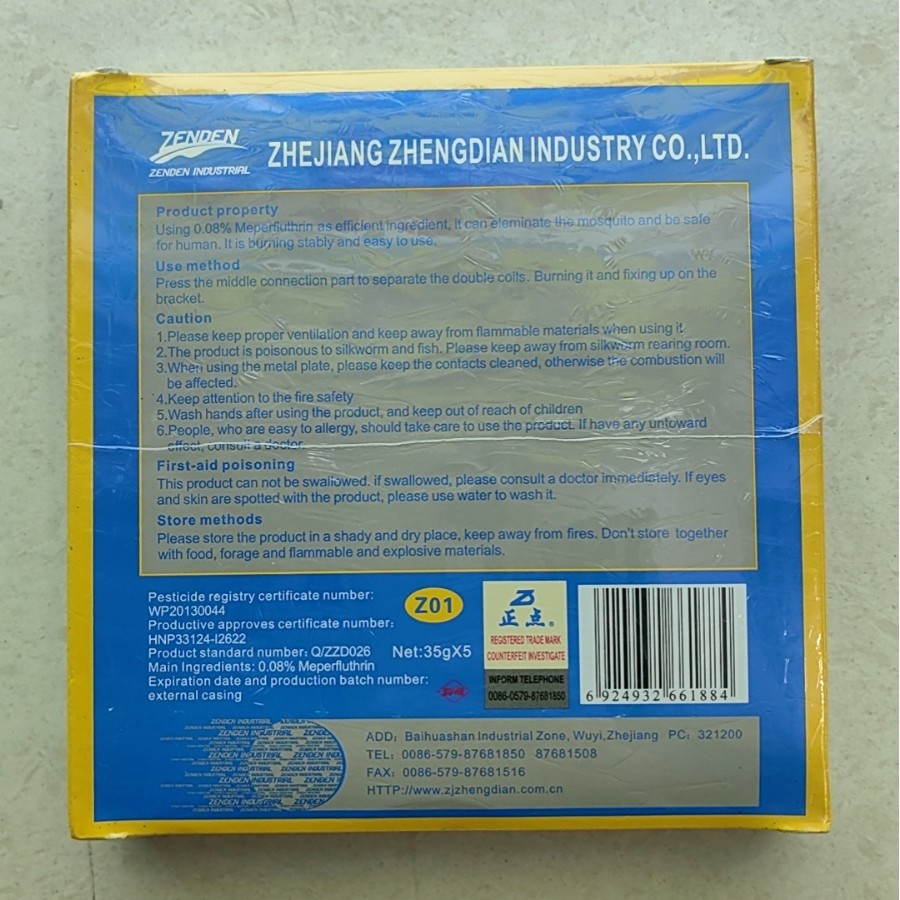 ZENDEN
ZENDEN INDUSTRIAL
ZHEJIANG ZHENGDIAN INDUSTRY CO.,LTD.
Product property
Using 0.08% Meperfluthrin as efficient ingredient, it can eleminate the mosquito and be safe
for human. It is burning stably and easy to use.
Use method
Press the middle connection part to separate the double coils. Burning it and fixing up on the
bracket.
Caution
1.Please keep proper ventilation and keep away from flammable materials when using it.
2.The product is poisonous to silkworm and fish. Please keep away from silkworm rearing room.
3.When using the metal plate, please keep the contacts cleaned, otherwise the combustion will
be affected.
4.Keep attention to the fire safety
5.Wash hands after using the product, and keep out of reach of children
6.People, who are easy to allergy, should take care to use the product. If have any untoward
effect, consult a doctor.
First-aid poisoning
This product can not be swallowed. if swallowed, please consult a doctor immediately. If eyes
and skin are spotted with the product, please use water to wash it.
Store methods
Please store the product in a shady and dry place, keep away from fires. Don't store together
with food, forage and flammable and explosive materials.
Pesticide registry certificate number:
WP20130044
Productive approves certificate number:
HNP33124-I2622
Product standard number: Q/ZZD026
Main Ingredients: 0.08% Meperfluthrin
Expiration date and production batch number:
external casing
Z01
Net:35gX5
正点®
REGISTERED TRADE MARK
COUNTERFEIT INVESTIGATE
INFORM TELEPHONE
0086-0579-87681850
6 924932 661884
ZENDEN INDUSTRIAL
ADD: Baihuashan Industrial Zone, Wuyi,Zhejiang PC: 321200
TEL: 0086-579-87681850 87681508
FAX: 0086-579-87681516
HTTP://www.zjzhengdian.com.cn